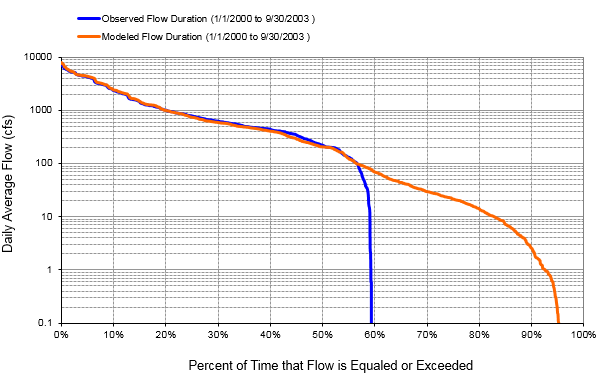 Observed Flow Duration (1/1/2000 to 9/30/2003 )
Modeled Flow Duration (1/1/2000 to 9/30/2003 )
Daily Average Flow (cfs)
10000
1000
100
10
1
0.1
0% 10% 20% 30% 40% 50% 60% 70% 80% 90% 100%
Percent of Time that Flow is Equaled or Exceeded